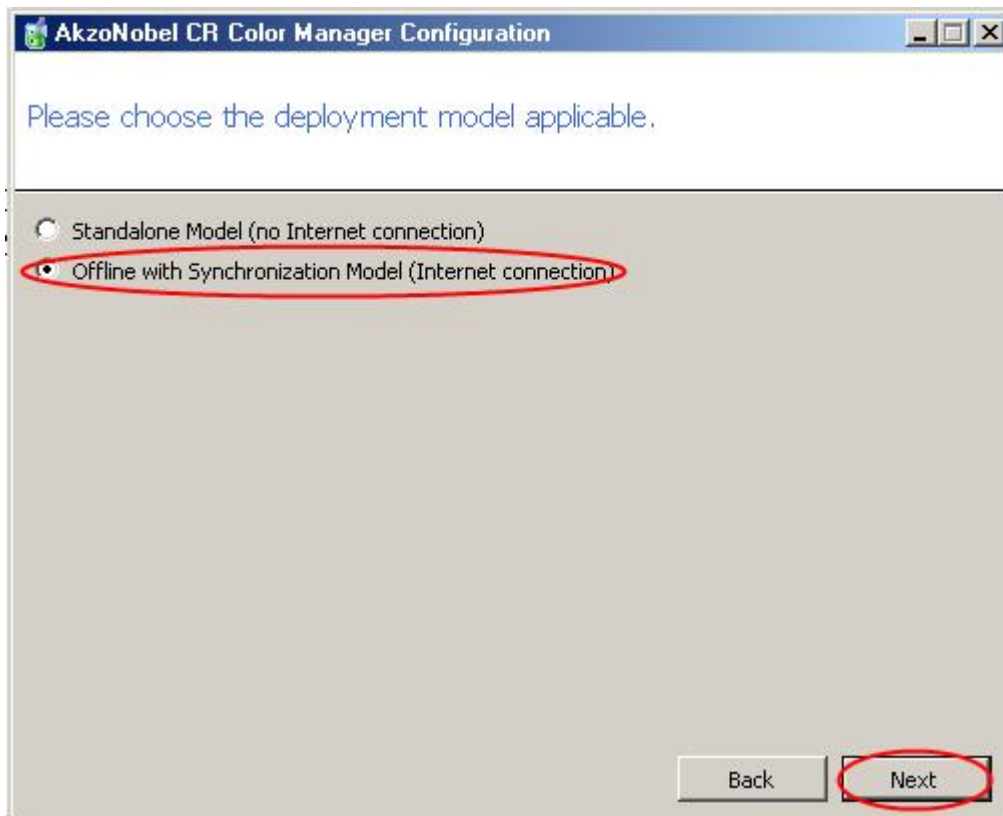 AkzoNobel CR Color Manager Configuration
Please choose the deployment model applicable.
Standalone Model (no Internet connection)
Offline with Synchronization Model (Internet connection)
Back
Next